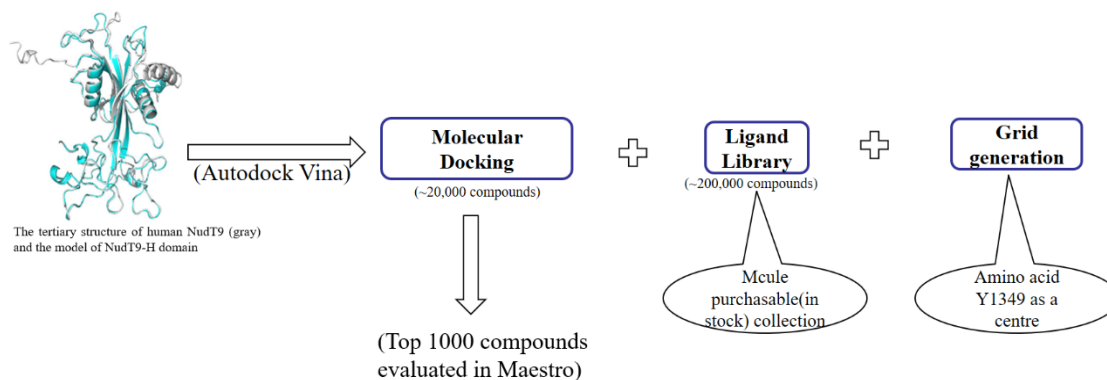 The tertiary structure of human NudT9 (gray)
and the model of NudT9-H domain
(Autodock Vina)
Molecular
Docking
(~20,000 compounds)
(Top 1000 compounds
evaluated in Maestro)
Ligand
Library
(~200,000 compounds)
Mcule
purchasable(in
stock) collection
Grid
generation
Amino acid
Y1349 as a
centre